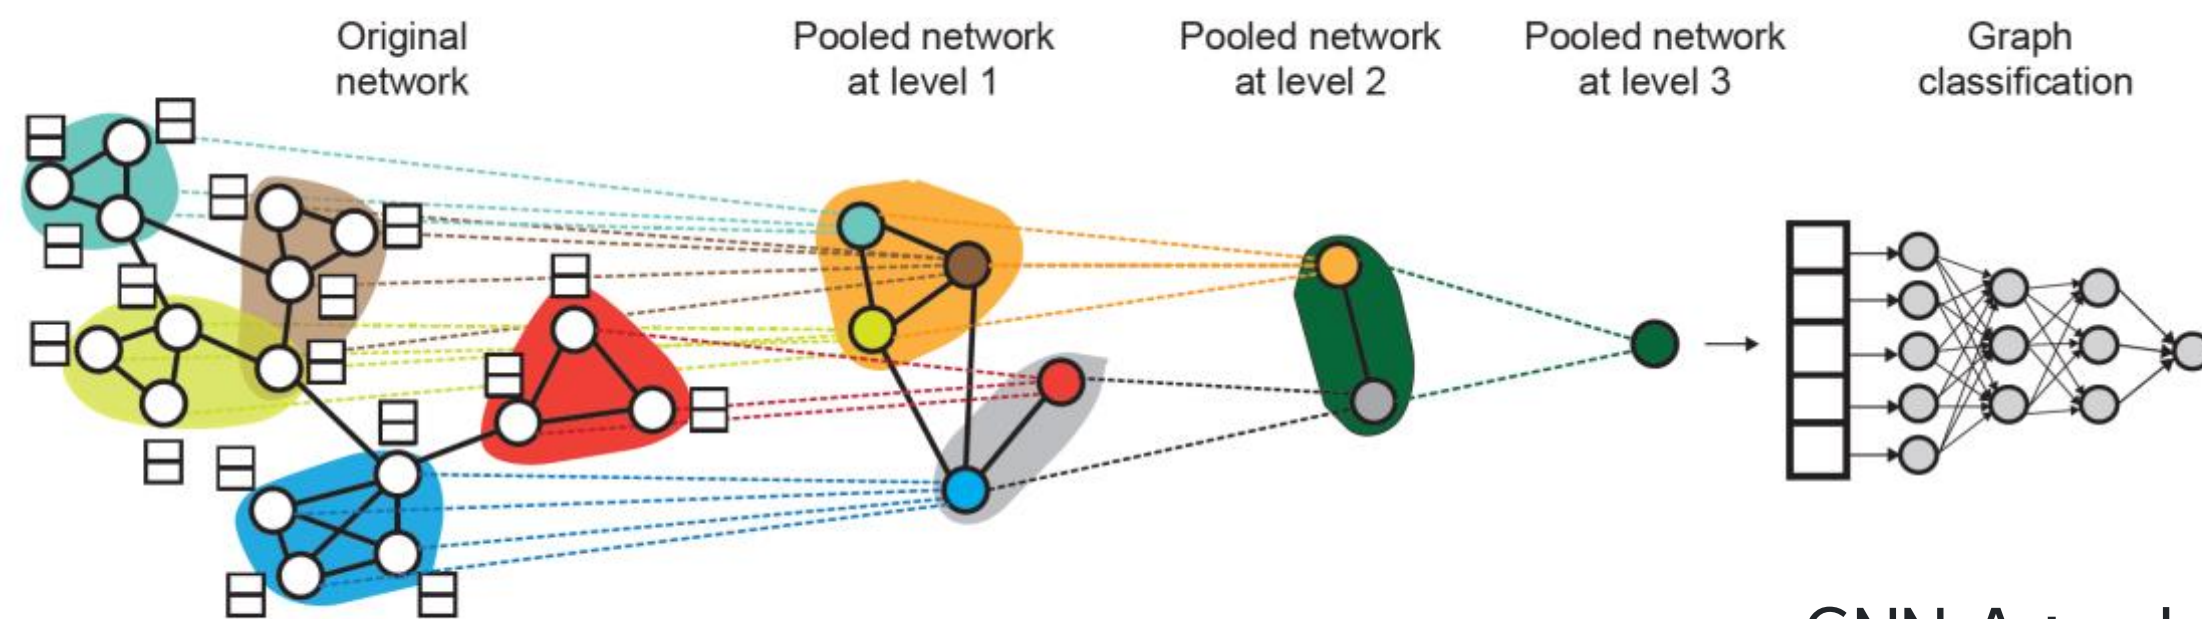 Original
network
Pooled network
at level 1
Pooled network
at level 2
Pooled network
at level 3
Graph
classification